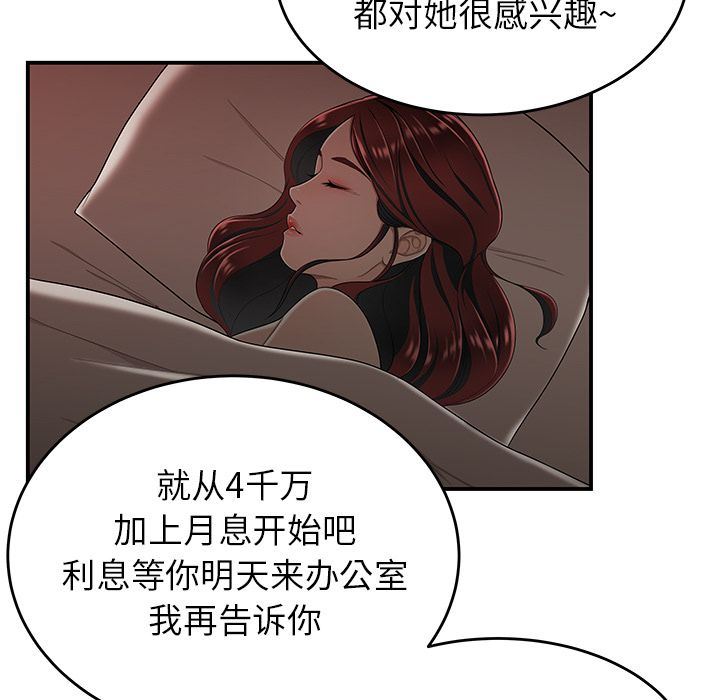 都对她很感兴趣~
就从4千万
加上月息开始吧
利息等你明天来办公室
我再告诉你